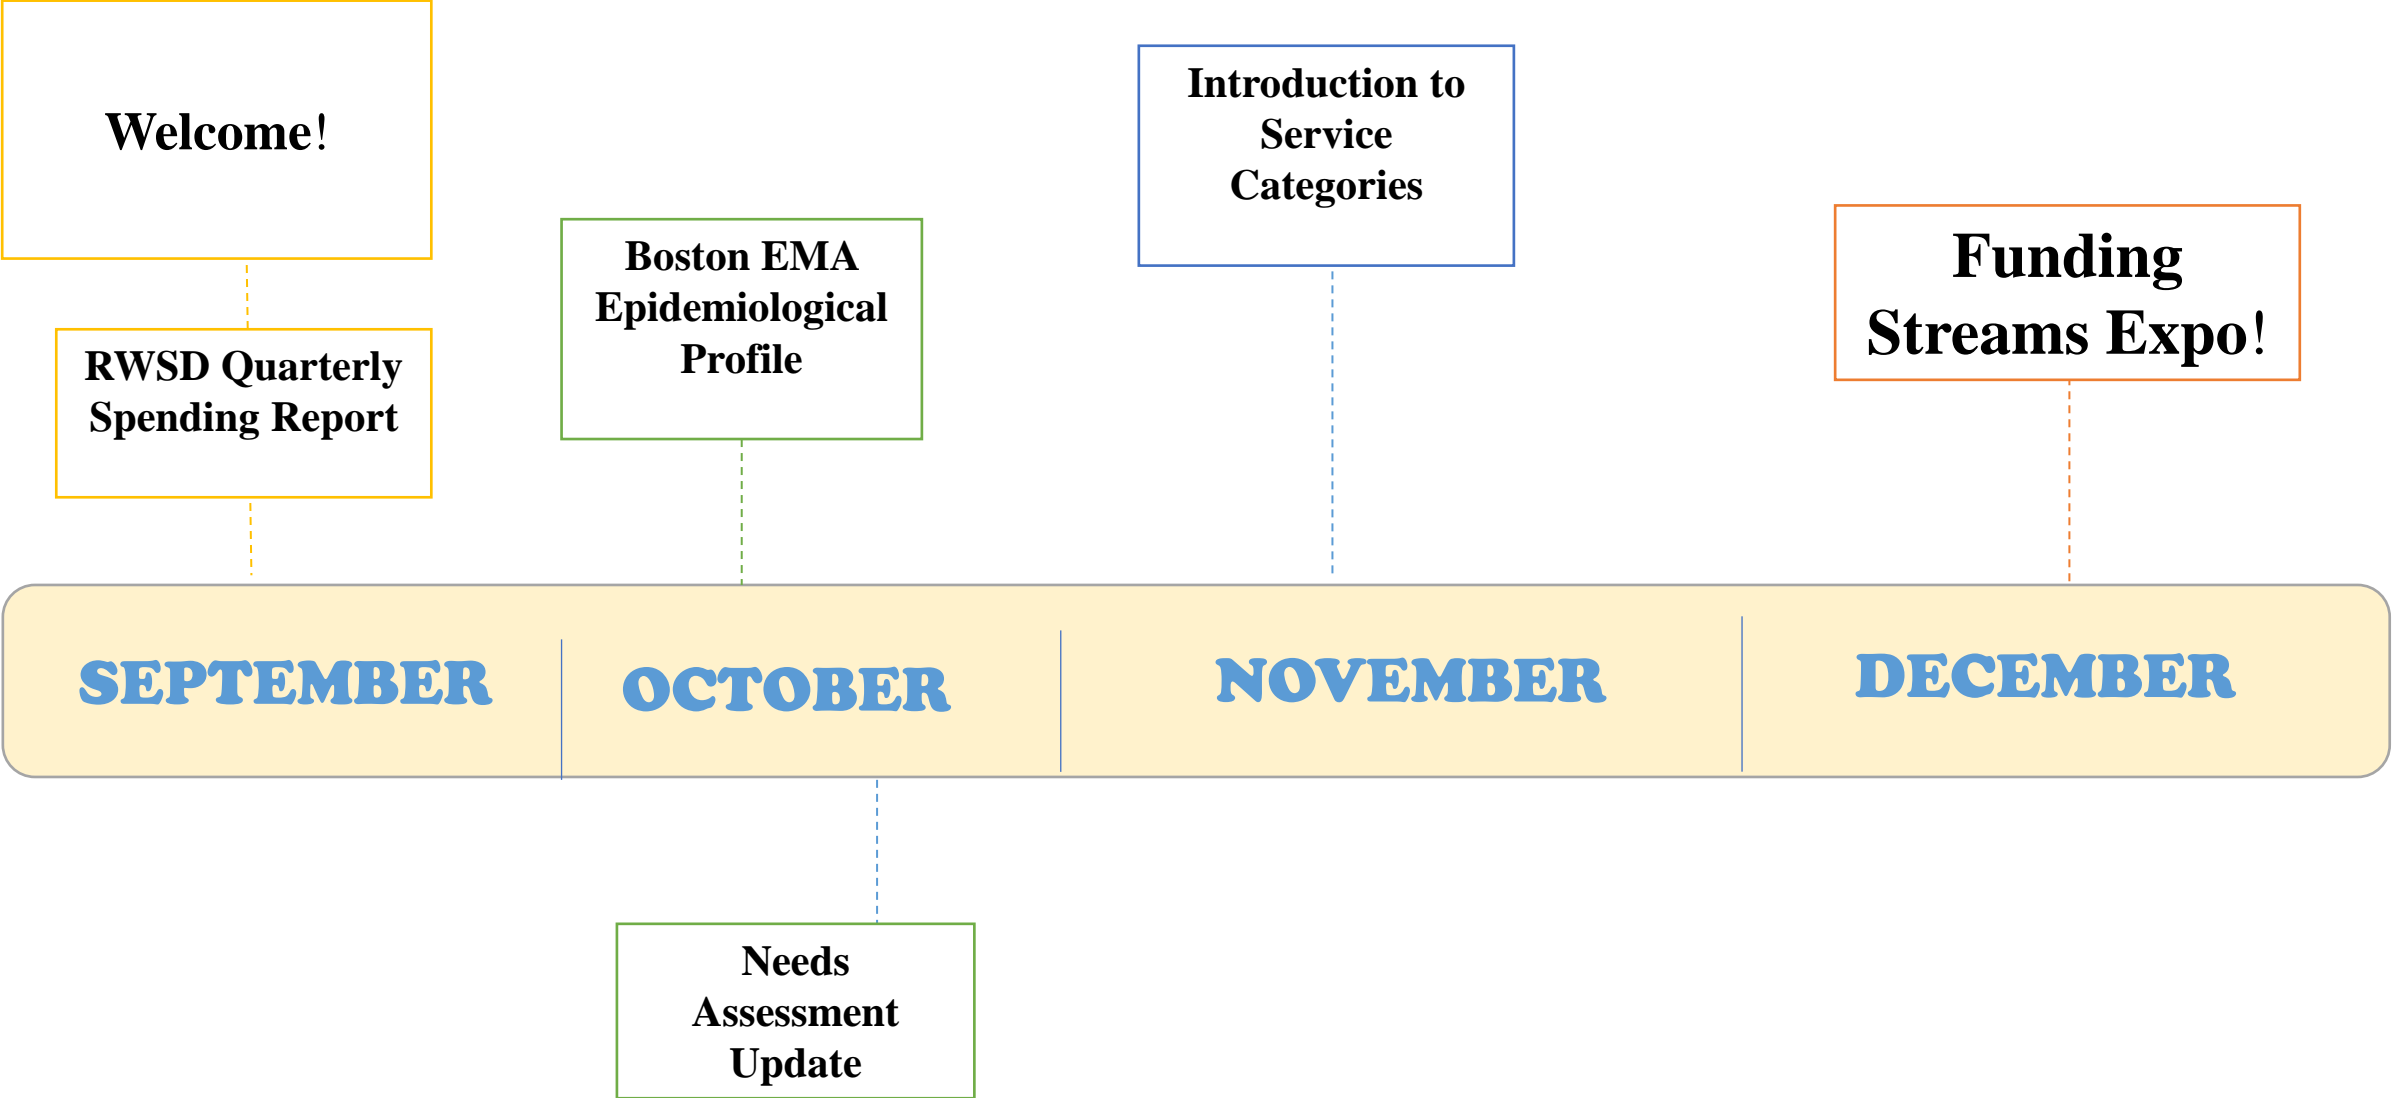 Welcome!
RWSD Quarterly
Spending Report
Boston EMA
Epidemiological
Profile
Introduction to
Service
Categories
Funding
Streams Expo!
SEPTEMBER
OCTOBER
NOVEMBER
DECEMBER
Needs
Assessment
Update